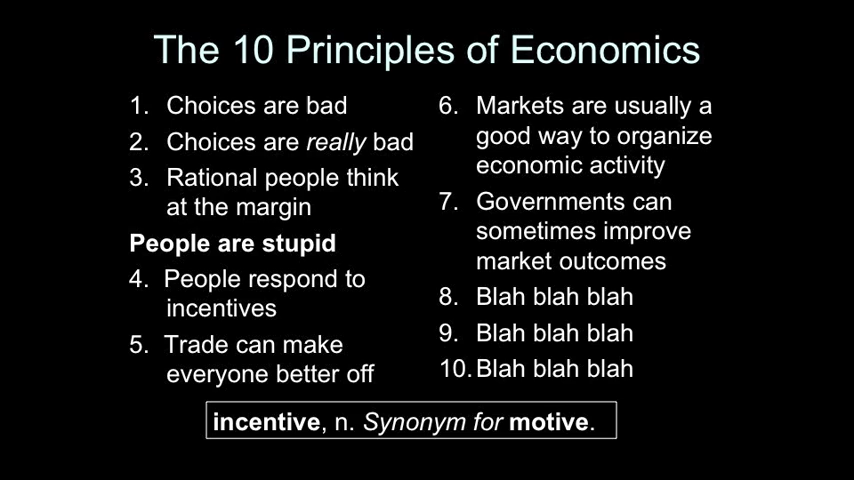 The 10 Principles of Economics
1. Choices are bad
2. Choices are really bad
3. Rational people think
at the margin
People are stupid
4. People respond to
incentives
5. Trade can make
everyone better off
6. Markets are usually a
good way to organize
economic activity
7. Governments can
sometimes improve
market outcomes
8. Blah blah blah
9. Blah blah blah
10. Blah blah blah
incentive, n. Synonym for motive.